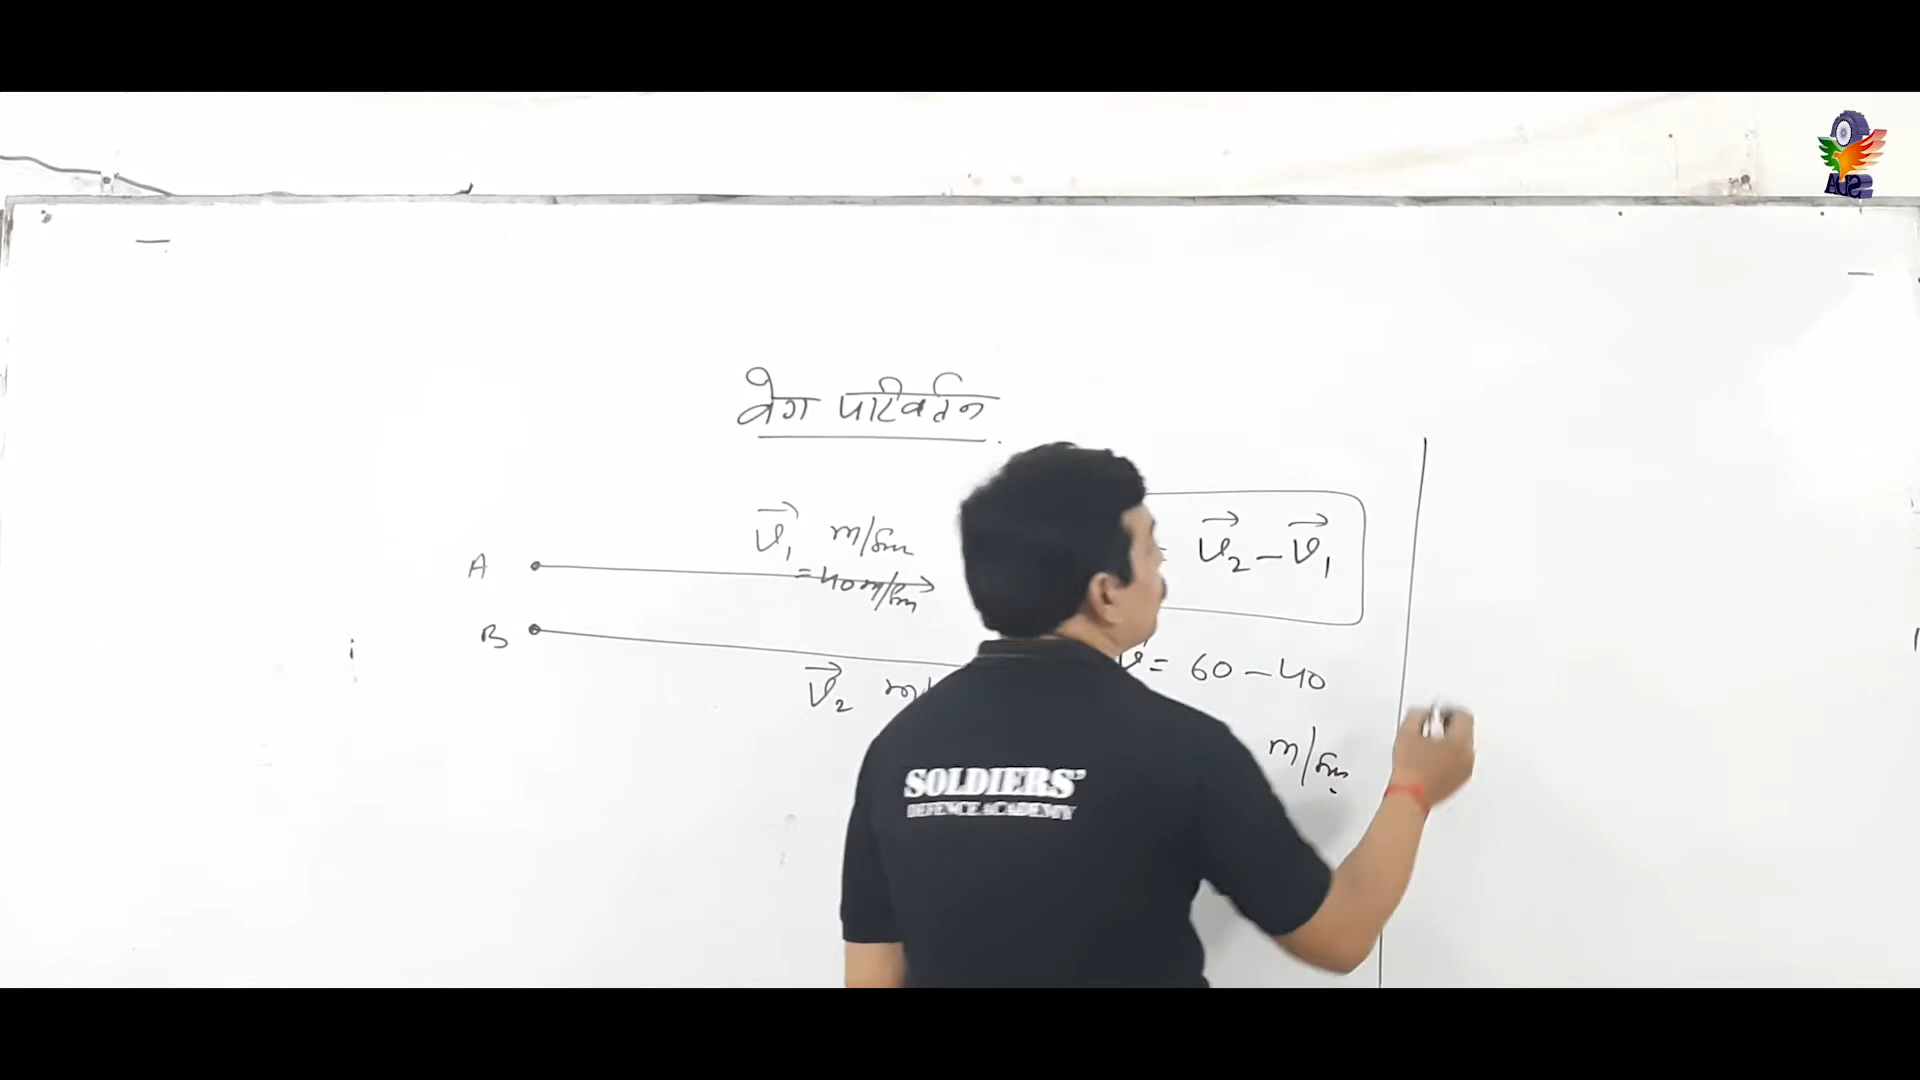 वेग परिवर्तन
A
V⃗₁ m/sec
= 40m/sec
B
V⃗₂
= V⃗₂ – V⃗₁
V = 60 – 40
m/sec
SOLDIERS'
DEFENCE ACADEMY